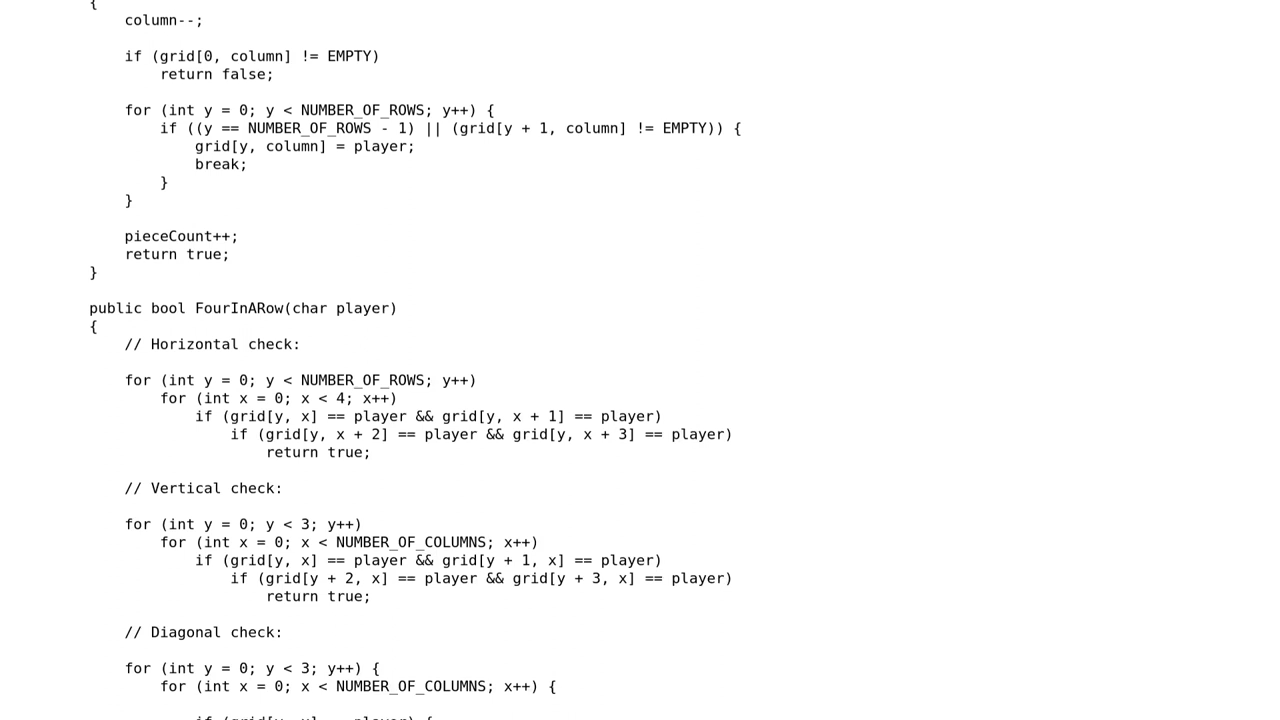 {
column--;
if (grid[0, column] != EMPTY)
return false;
for (int y = 0; y < NUMBER_OF_ROWS; y++) {
if ((y == NUMBER_OF_ROWS - 1) || (grid[y + 1, column] != EMPTY)) {
grid[y, column] = player;
break;
}
}
pieceCount++;
return true;
}
public bool FourInARow(char player)
{
// Horizontal check:
for (int y = 0; y < NUMBER_OF_ROWS; y++)
for (int x = 0; x < 4; x++)
if (grid[y, x] == player && grid[y, x + 1] == player)
if (grid[y, x + 2] == player && grid[y, x + 3] == player)
return true;
// Vertical check:
for (int y = 0; y < 3; y++)
for (int x = 0; x < NUMBER_OF_COLUMNS; x++)
if (grid[y, x] == player && grid[y + 1, x] == player)
if (grid[y + 2, x] == player && grid[y + 3, x] == player)
return true;
// Diagonal check:
for (int y = 0; y < 3; y++) {
for (int x = 0; x < NUMBER_OF_COLUMNS; x++) {
if (grid[y, x] == player) {